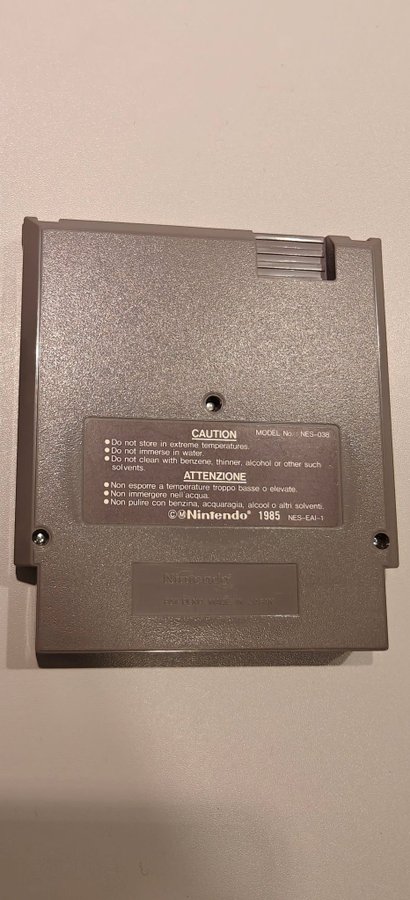 CAUTION MODEL No.: NES-038
●Do not store in extreme temperatures.
●Do not immerse in water.
●Do not clean with benzene, thinner, alcohol or other such
solvents.
ATTENZIONE
●Non esporre a temperature troppo basse o elevate.
●Non immergere nell acqua.
●Non pulire con benzina, acquaragia, alcool o altri solventi.
©ⓂNintendo® 1985 NES-EAI-1
Nintendo